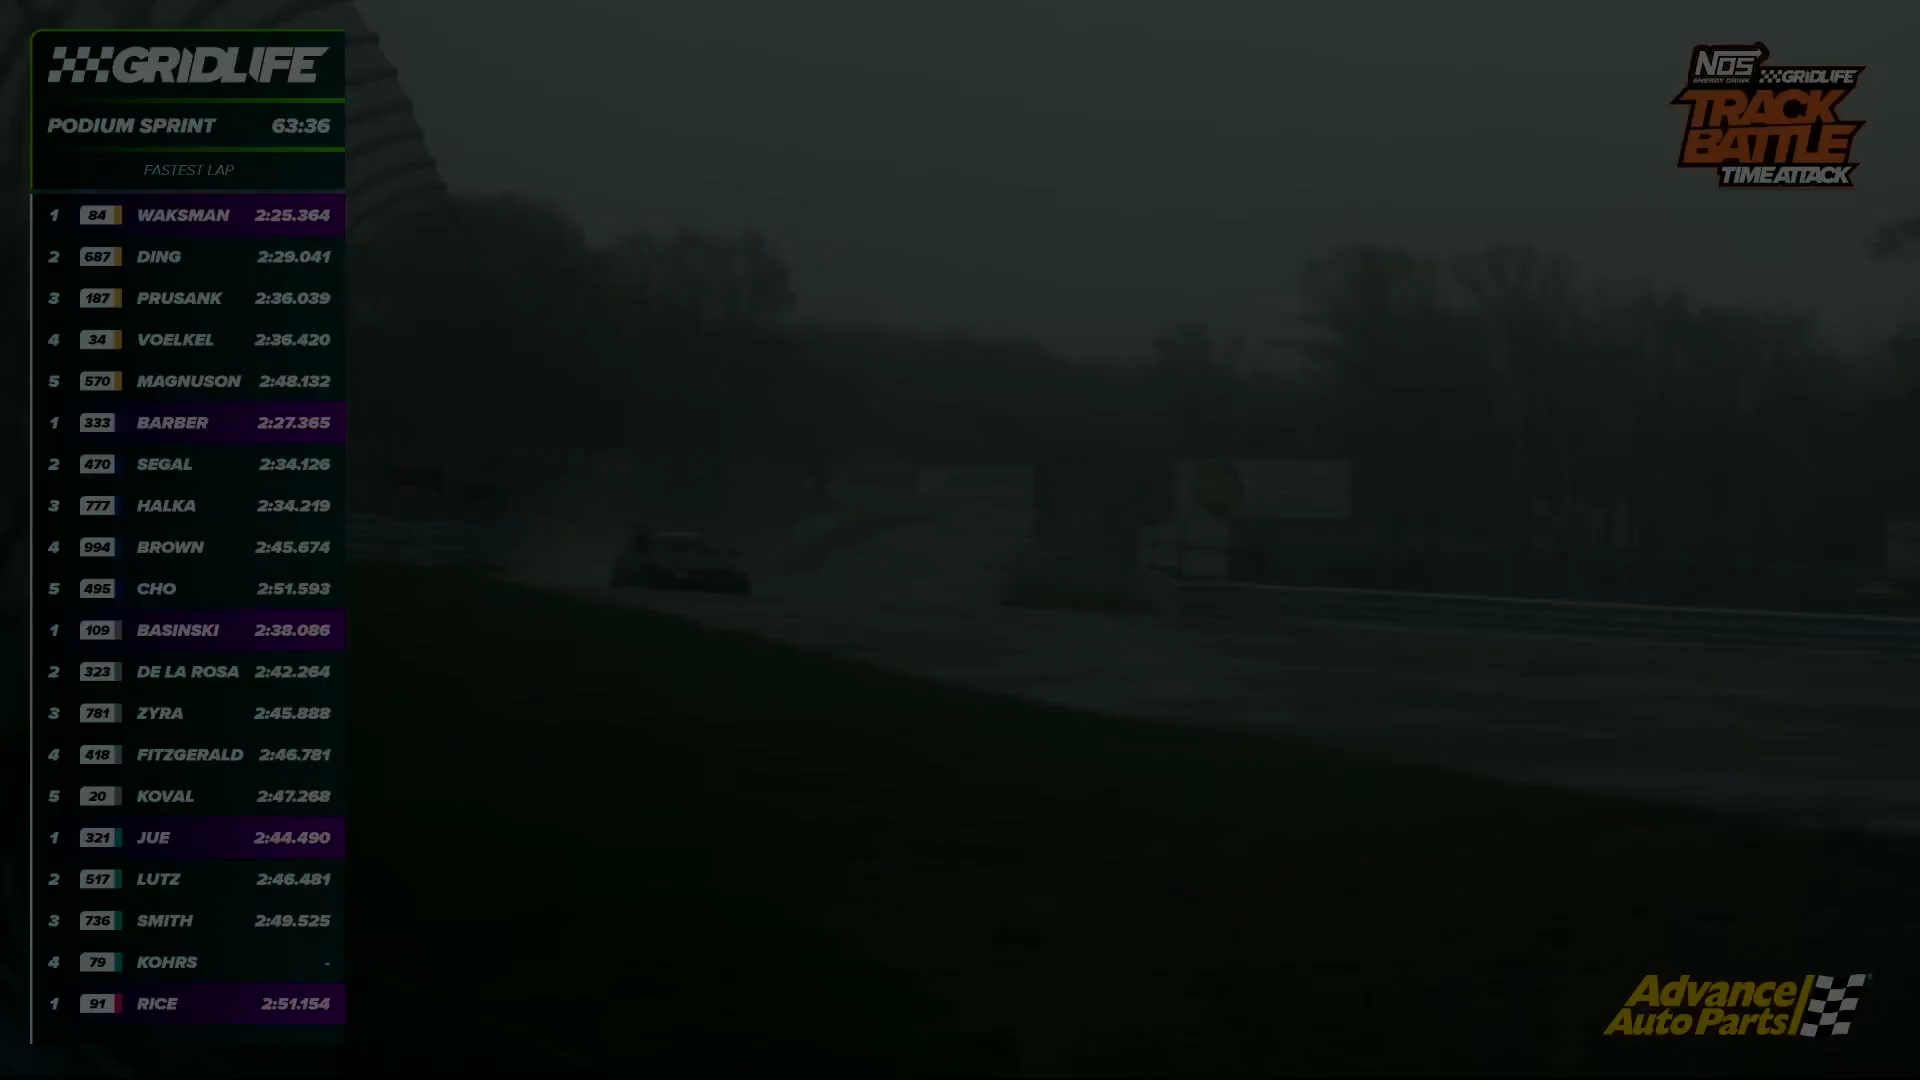 GRIDLIFE
PODIUM SPRINT 63:36
FASTEST LAP
1 84 WAKSMAN 2:25.364
2 687 DING 2:29.041
3 187 PRUSANK 2:36.039
4 34 VOELKEL 2:36.420
5 570 MAGNUSON 2:48.132
1 333 BARBER 2:27.365
2 470 SEGAL 2:34.126
3 777 HALKA 2:34.219
4 994 BROWN 2:45.674
5 495 CHO 2:51.593
1 109 BASINSKI 2:38.086
2 323 DE LA ROSA 2:42.264
3 781 ZYRA 2:45.888
4 418 FITZGERALD 2:46.781
5 20 KOVAL 2:47.268
1 321 JUE 2:44.490
2 517 LUTZ 2:46.481
3 736 SMITH 2:49.525
4 79 KOHRS -
1 91 RICE 2:51.154
NOS
ENERGY DRINK GRIDLIFE
TRACK
BATTLE
TIME ATTACK
Advance
Auto Parts